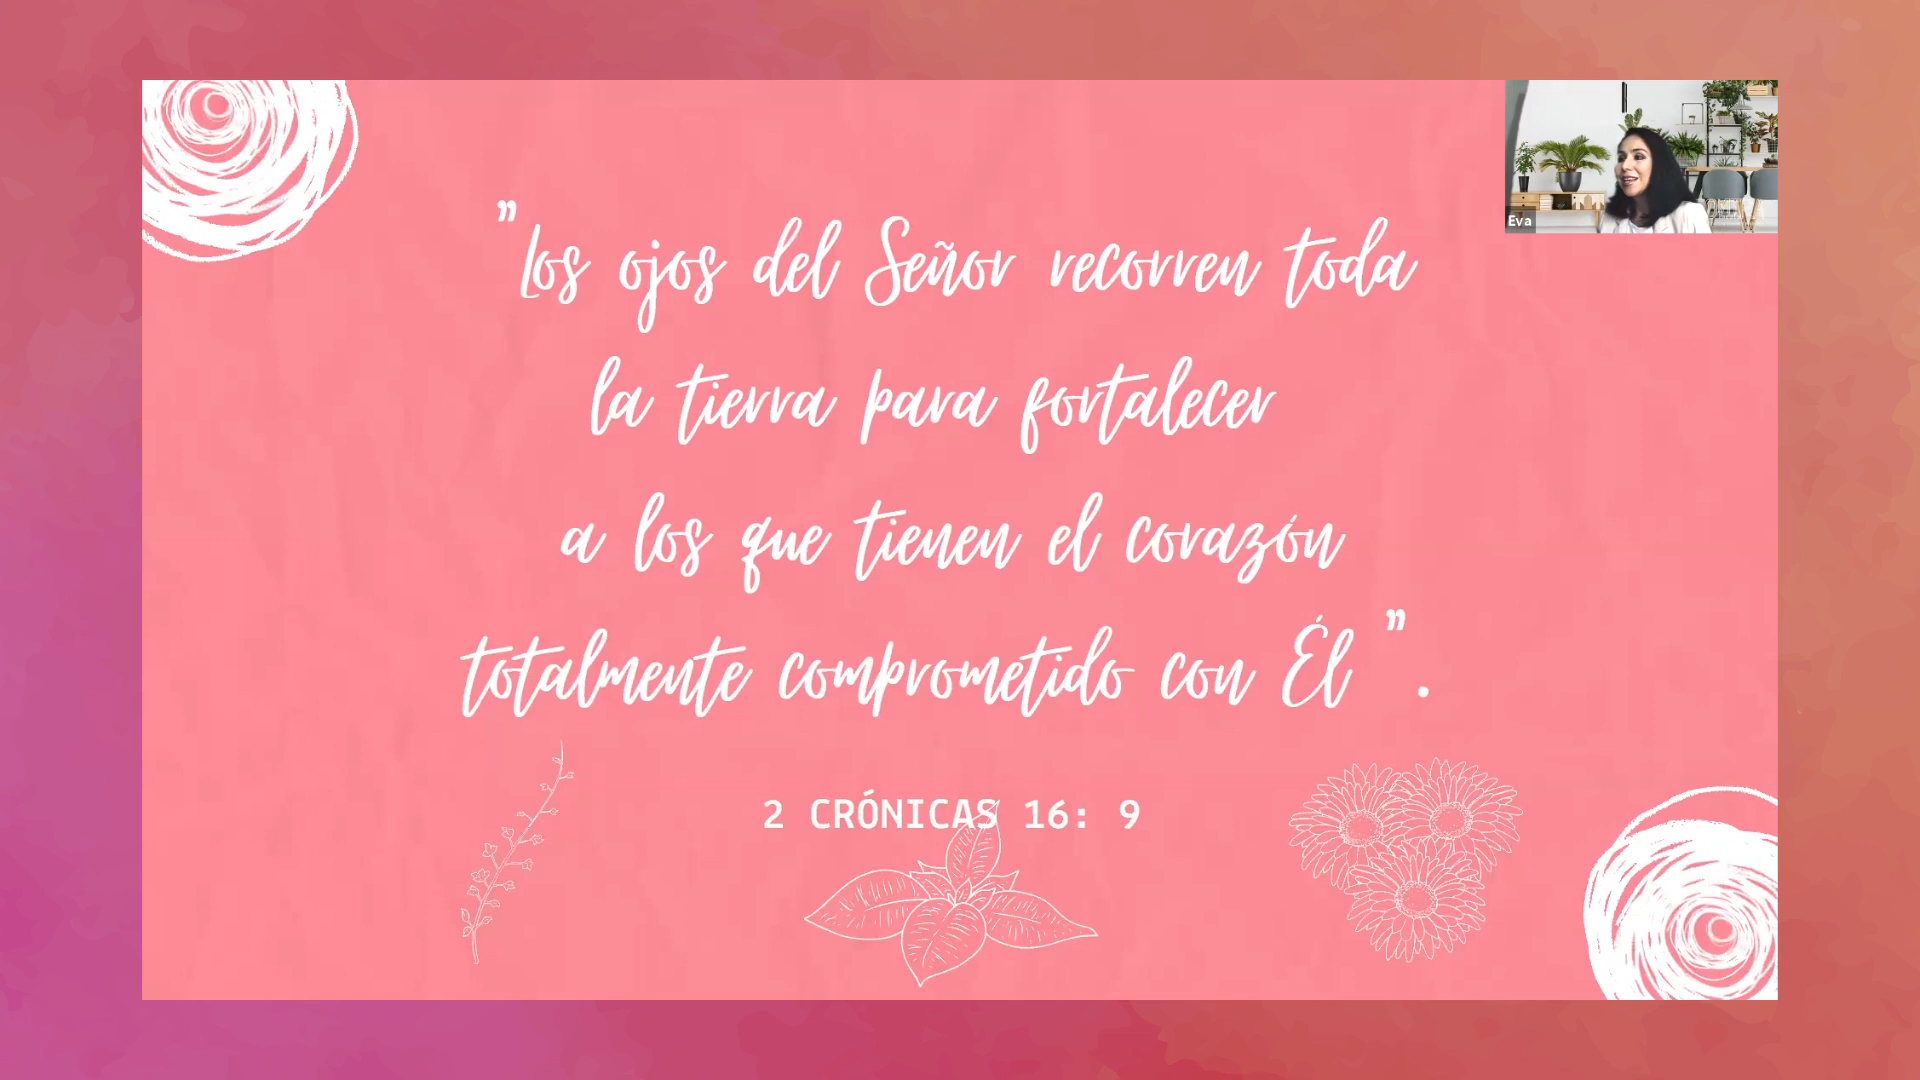 "Los ojos del Señor recorren toda
la tierra para fortalecer
a los que tienen el corazón
totalmente comprometido con Él ".
2 CRÓNICAS 16: 9
Eva